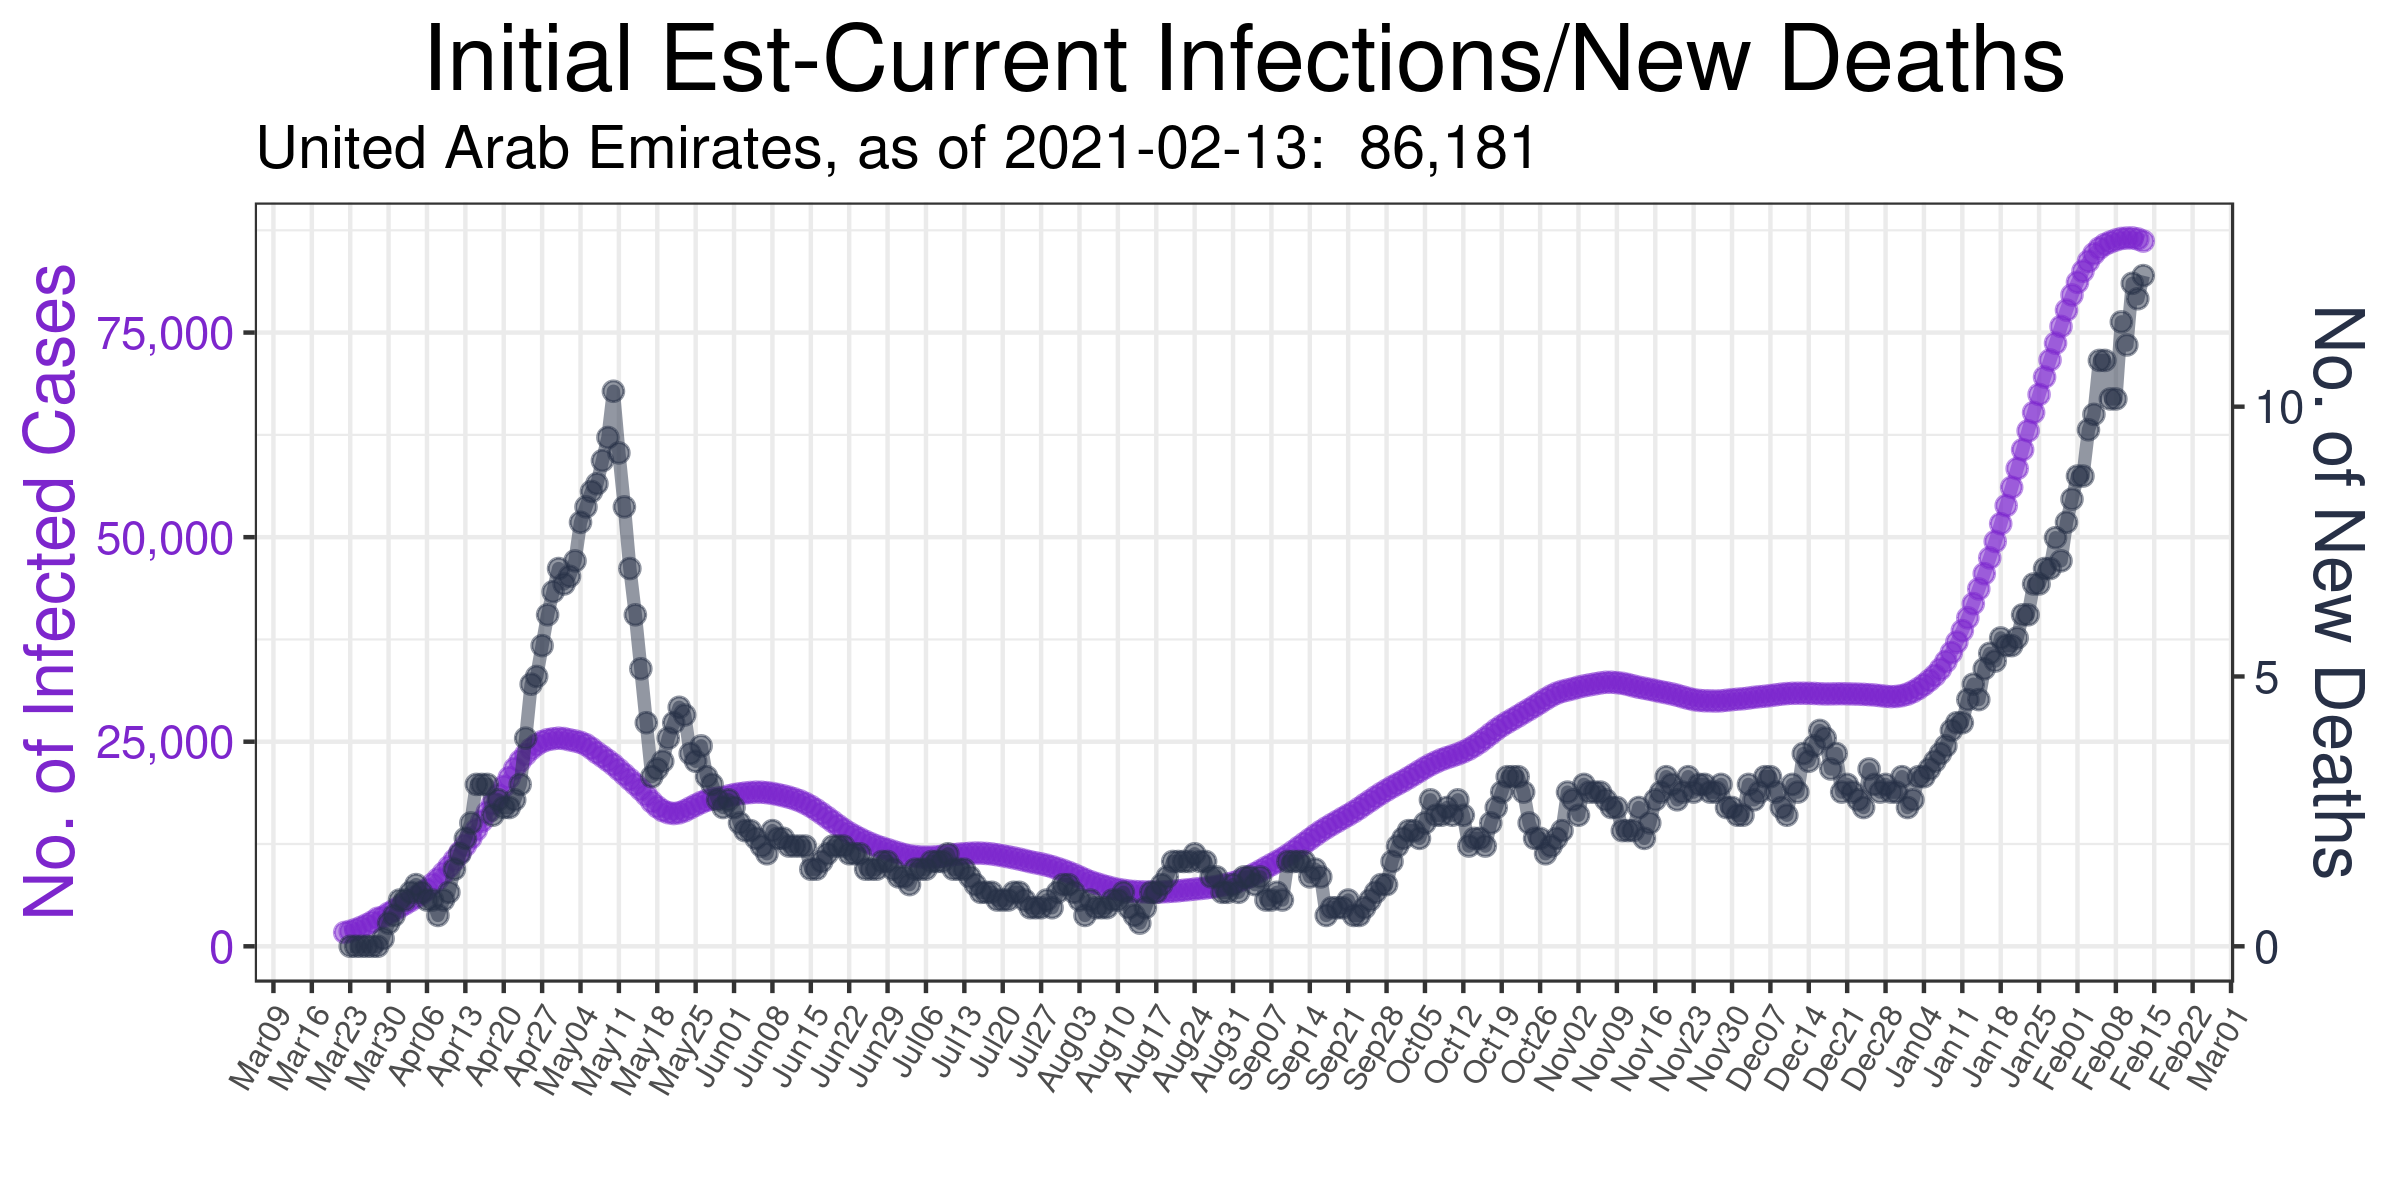 Initial Est-Current Infections/New Deaths
United Arab Emirates, as of 2021-02-13:  86,181
No. of Infected Cases
75,000
50,000
25,000
0
No. of New Deaths
10
5
0
Mar09
Mar16
Mar23
Mar30
Apr06
Apr13
Apr20
Apr27
May04
May11
May18
May25
Jun01
Jun08
Jun15
Jun22
Jun29
Jul06
Jul13
Jul20
Jul27
Aug03
Aug10
Aug17
Aug24
Aug31
Sep07
Sep14
Sep21
Sep28
Oct05
Oct12
Oct19
Oct26
Nov02
Nov09
Nov16
Nov23
Nov30
Dec07
Dec14
Dec21
Dec28
Jan04
Jan11
Jan18
Jan25
Feb01
Feb08
Feb15
Feb22
Mar01